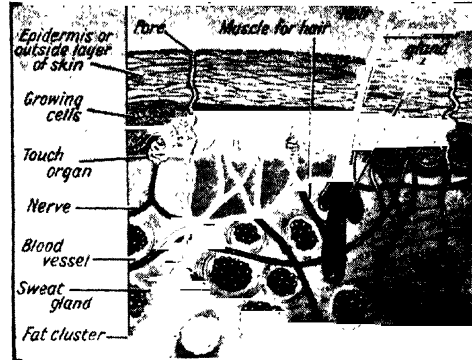 Pore
Muscle for hair
gland
Epidermis or
outside layer
of skin
Growing
cells
Touch
organ
Nerve
Blood
vessel
Sweat
gland
Fat cluster